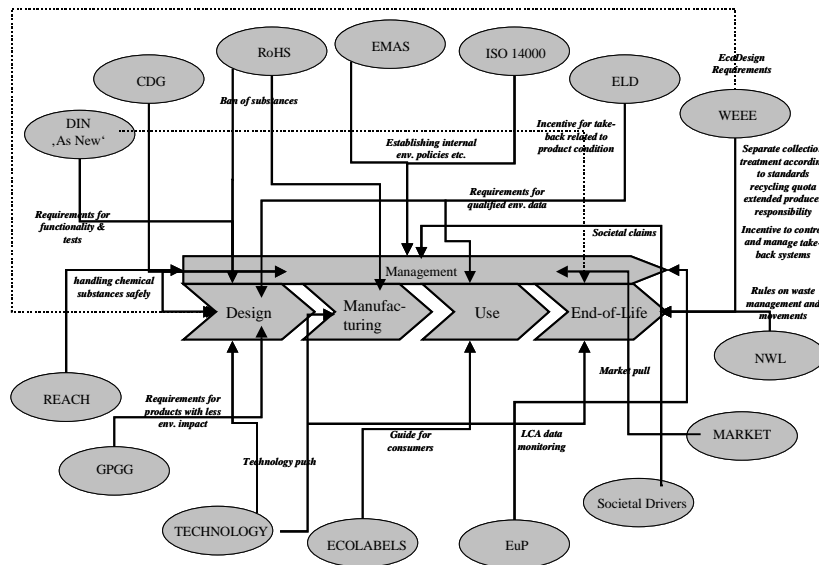 RoHS
EMAS
ISO 14000
CDG
ELD
EcoDesign
Requirements
WEEE
DIN
‚As New‘
Ban of substances
Establishing internal
env. policies etc.
Incentive for take-
back related to
product condition
Separate collection
treatment according
to standards
recycling quota
extended producer
responsibility
Incentive to control
and manage take-
back systems
Requirements for
functionality &
tests
Requirements for
qualified env. data
Societal claims
handling chemical
substances safely
Management
Design
Manufac-
turing
Use
End-of-Life
Rules on waste
management and
movements
NWL
REACH
Requirements for
products with less
env. impact
Market pull
GPGG
Technology push
Guide for
consumers
LCA data
monitoring
MARKET
TECHNOLOGY
ECOLABELS
EuP
Societal Drivers